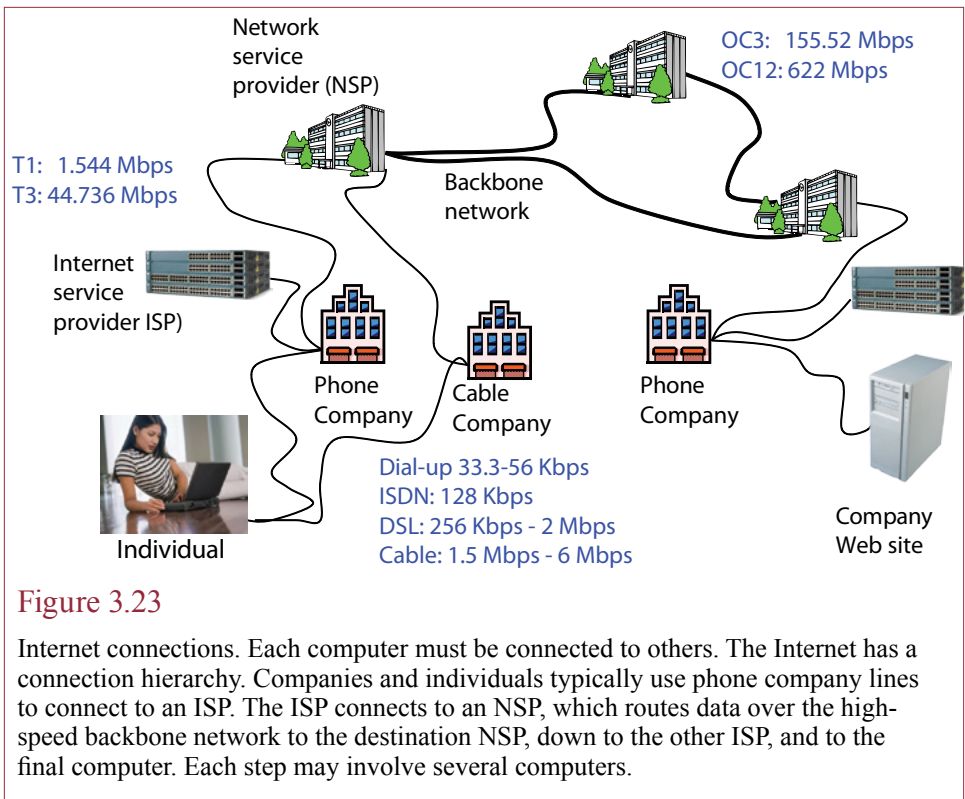 Network
service
provider (NSP)
OC3: 155.52 Mbps
OC12: 622 Mbps
T1: 1.544 Mbps
T3: 44.736 Mbps
Backbone
network
Internet
service
provider ISP)
Phone
Company
Cable
Company
Phone
Company
Dial-up 33.3-56 Kbps
ISDN: 128 Kbps
DSL: 256 Kbps - 2 Mbps
Cable: 1.5 Mbps - 6 Mbps
Individual
Company
Web site
Figure 3.23
Internet connections. Each computer must be connected to others. The Internet has a
connection hierarchy. Companies and individuals typically use phone company lines
to connect to an ISP. The ISP connects to an NSP, which routes data over the high-
speed backbone network to the destination NSP, down to the other ISP, and to the
final computer. Each step may involve several computers.